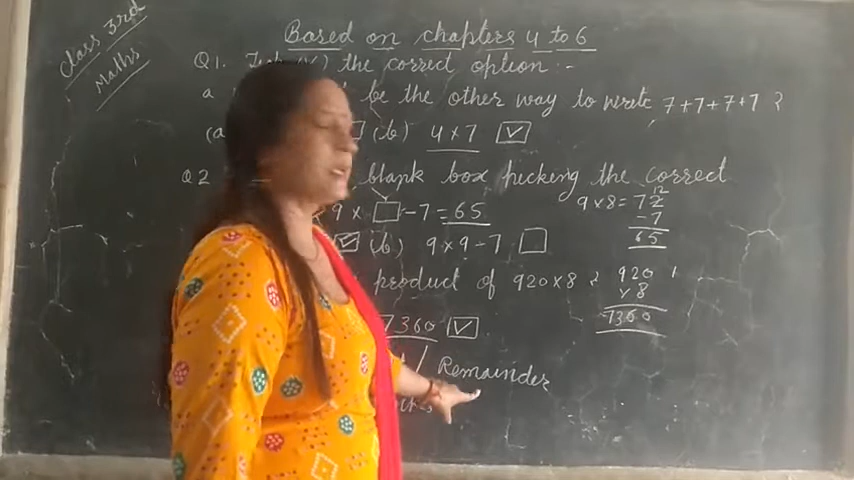 Class 3rd
Maths
Based on chapters 4 to 6
Q1. the correct option :-
a be the other way to write 7+7+7+7 ?
(a (b) 4×7 ✓
Q2 blank box pecking the correct
9 × □ -7 = 65
✓ (b) 9×9-7 □
product of 920×8 ?
7360 ✓
Remainder
9×8= 72
12
-7
65
920
×8
7360